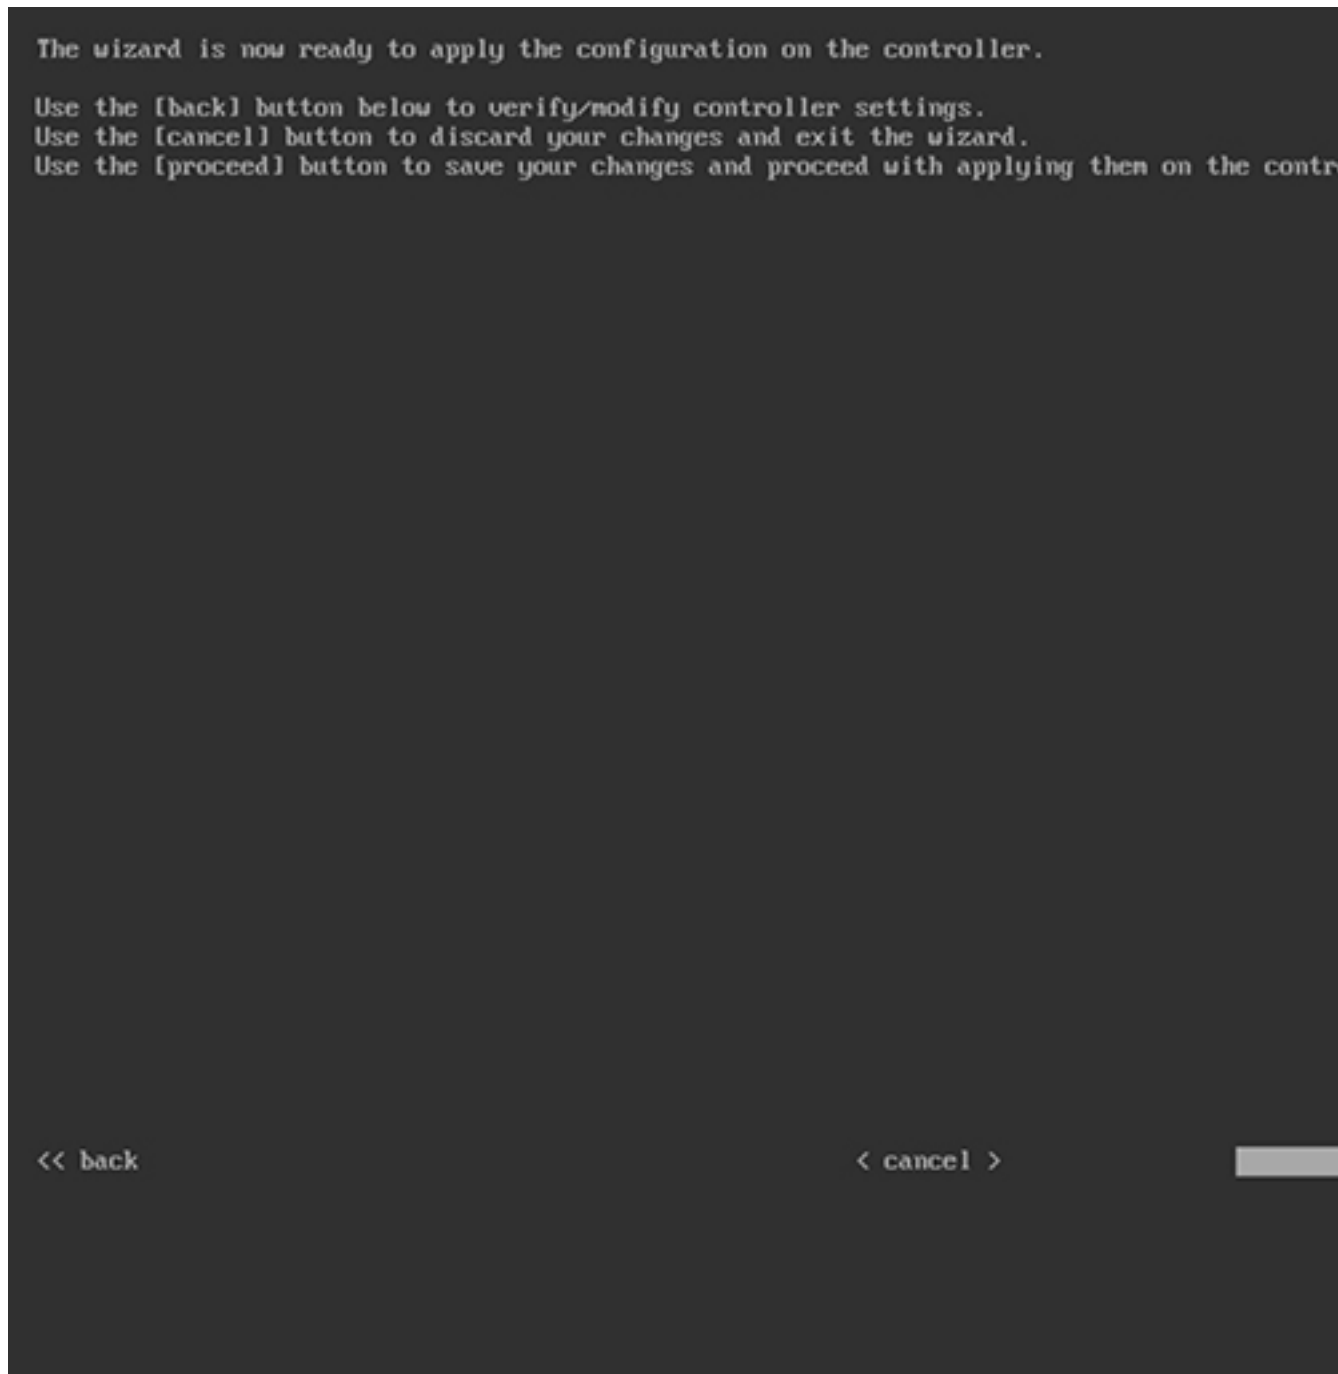 The wizard is now ready to apply the configuration on the controller.
Use the [back] button below to verify/modify controller settings.
Use the [cancel] button to discard your changes and exit the wizard.
Use the [proceed] button to save your changes and proceed with applying them on the contr
<< back
< cancel >